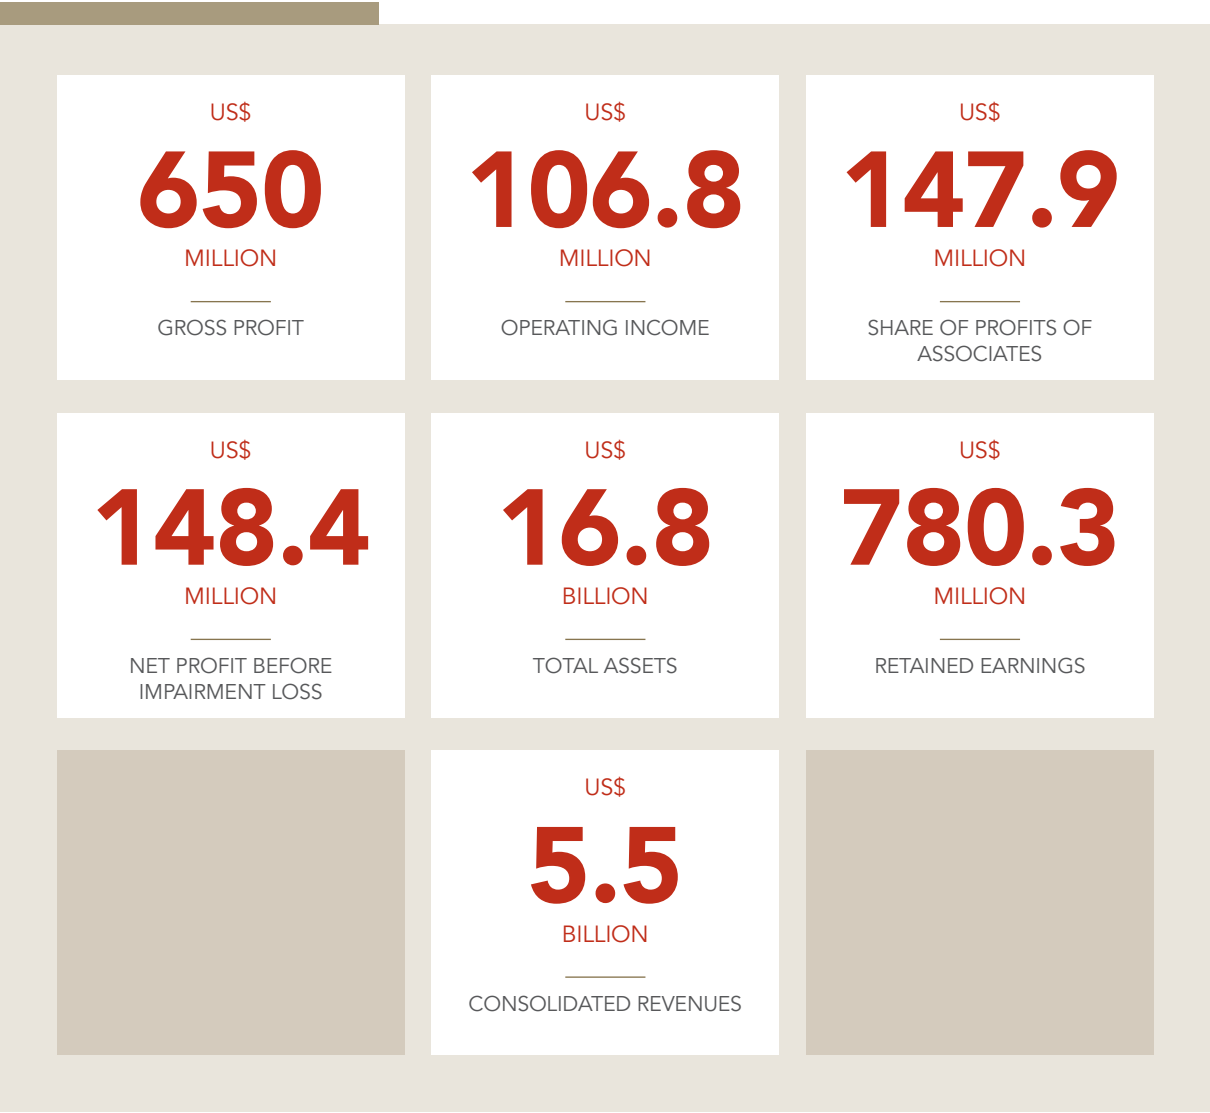 US$
650
MILLION
GROSS PROFIT
US$
106.8
MILLION
OPERATING INCOME
US$
147.9
MILLION
SHARE OF PROFITS OF
ASSOCIATES
US$
148.4
MILLION
NET PROFIT BEFORE
IMPAIRMENT LOSS
US$
16.8
BILLION
TOTAL ASSETS
US$
780.3
MILLION
RETAINED EARNINGS
US$
5.5
BILLION
CONSOLIDATED REVENUES